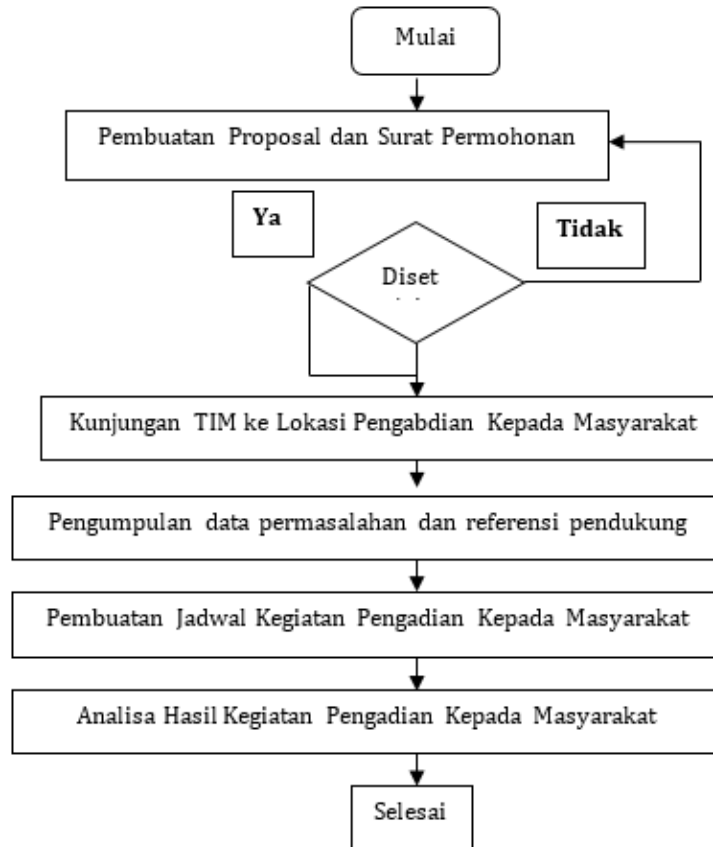 Mulai
Pembuatan Proposal dan Surat Permohonan
Ya
Tidak
Diset
Kunjungan TIM ke Lokasi Pengabdian Kepada Masyarakat
Pengumpulan data permasalahan dan referensi pendukung
Pembuatan Jadwal Kegiatan Pengadian Kepada Masyarakat
Analisa Hasil Kegiatan Pengadian Kepada Masyarakat
Selesai